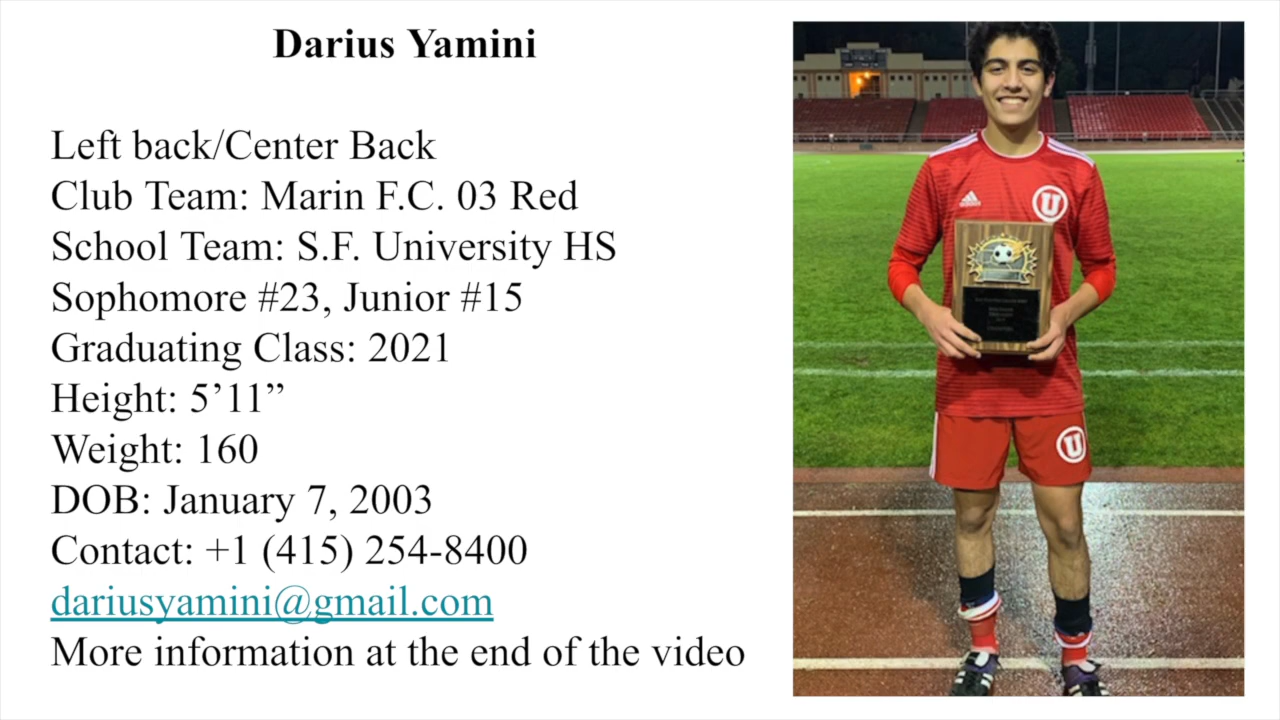 Darius Yamini
Left back/Center Back
Club Team: Marin F.C. 03 Red
School Team: S.F. University HS
Sophomore #23, Junior #15
Graduating Class: 2021
Height: 5’11”
Weight: 160
DOB: January 7, 2003
Contact: +1 (415) 254-8400
dariusyamini@gmail.com
More information at the end of the video
U
U